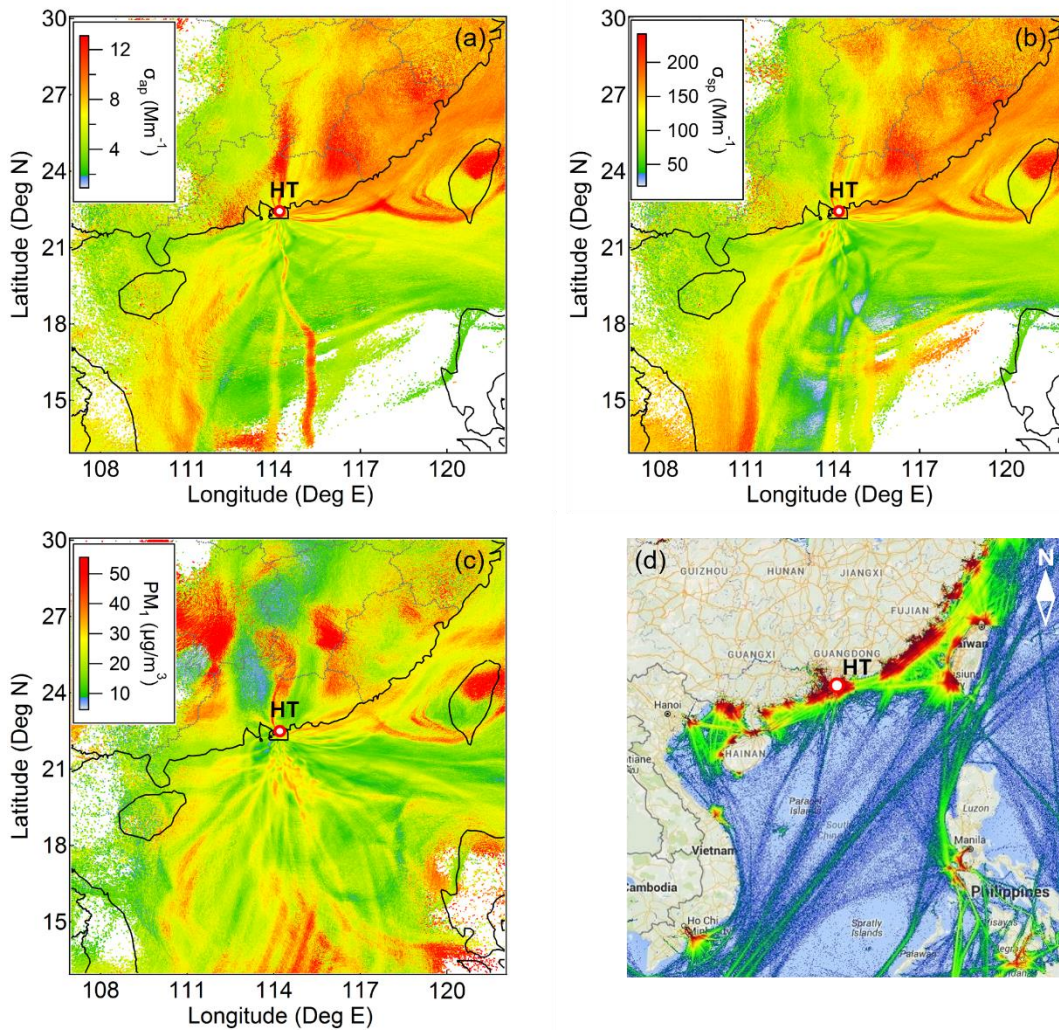 (a)
30
27
24
21
18
15
Latitude (Deg N)
12
8
4
σap (Mm-1)
HT
108
111
114
117
120
Longitude (Deg E)
(b)
30
27
24
21
18
15
Latitude (Deg N)
200
150
100
50
σsp (Mm-1)
HT
108
111
114
117
120
Longitude (Deg E)
(c)
30
27
24
21
18
15
Latitude (Deg N)
50
40
30
20
10
PM1 (μg/m3)
HT
108
111
114
117
120
Longitude (Deg E)
(d)
N
GUIZHOU
HUNAN
JIANGXI
FUJIAN
GUANGXI
GUANGDONG
HT
aiwan
Hanoi
HAINAN
Luzon
Manila
Vietnam
Philippines
Ho Chi
Spratly
Islands
Palawan